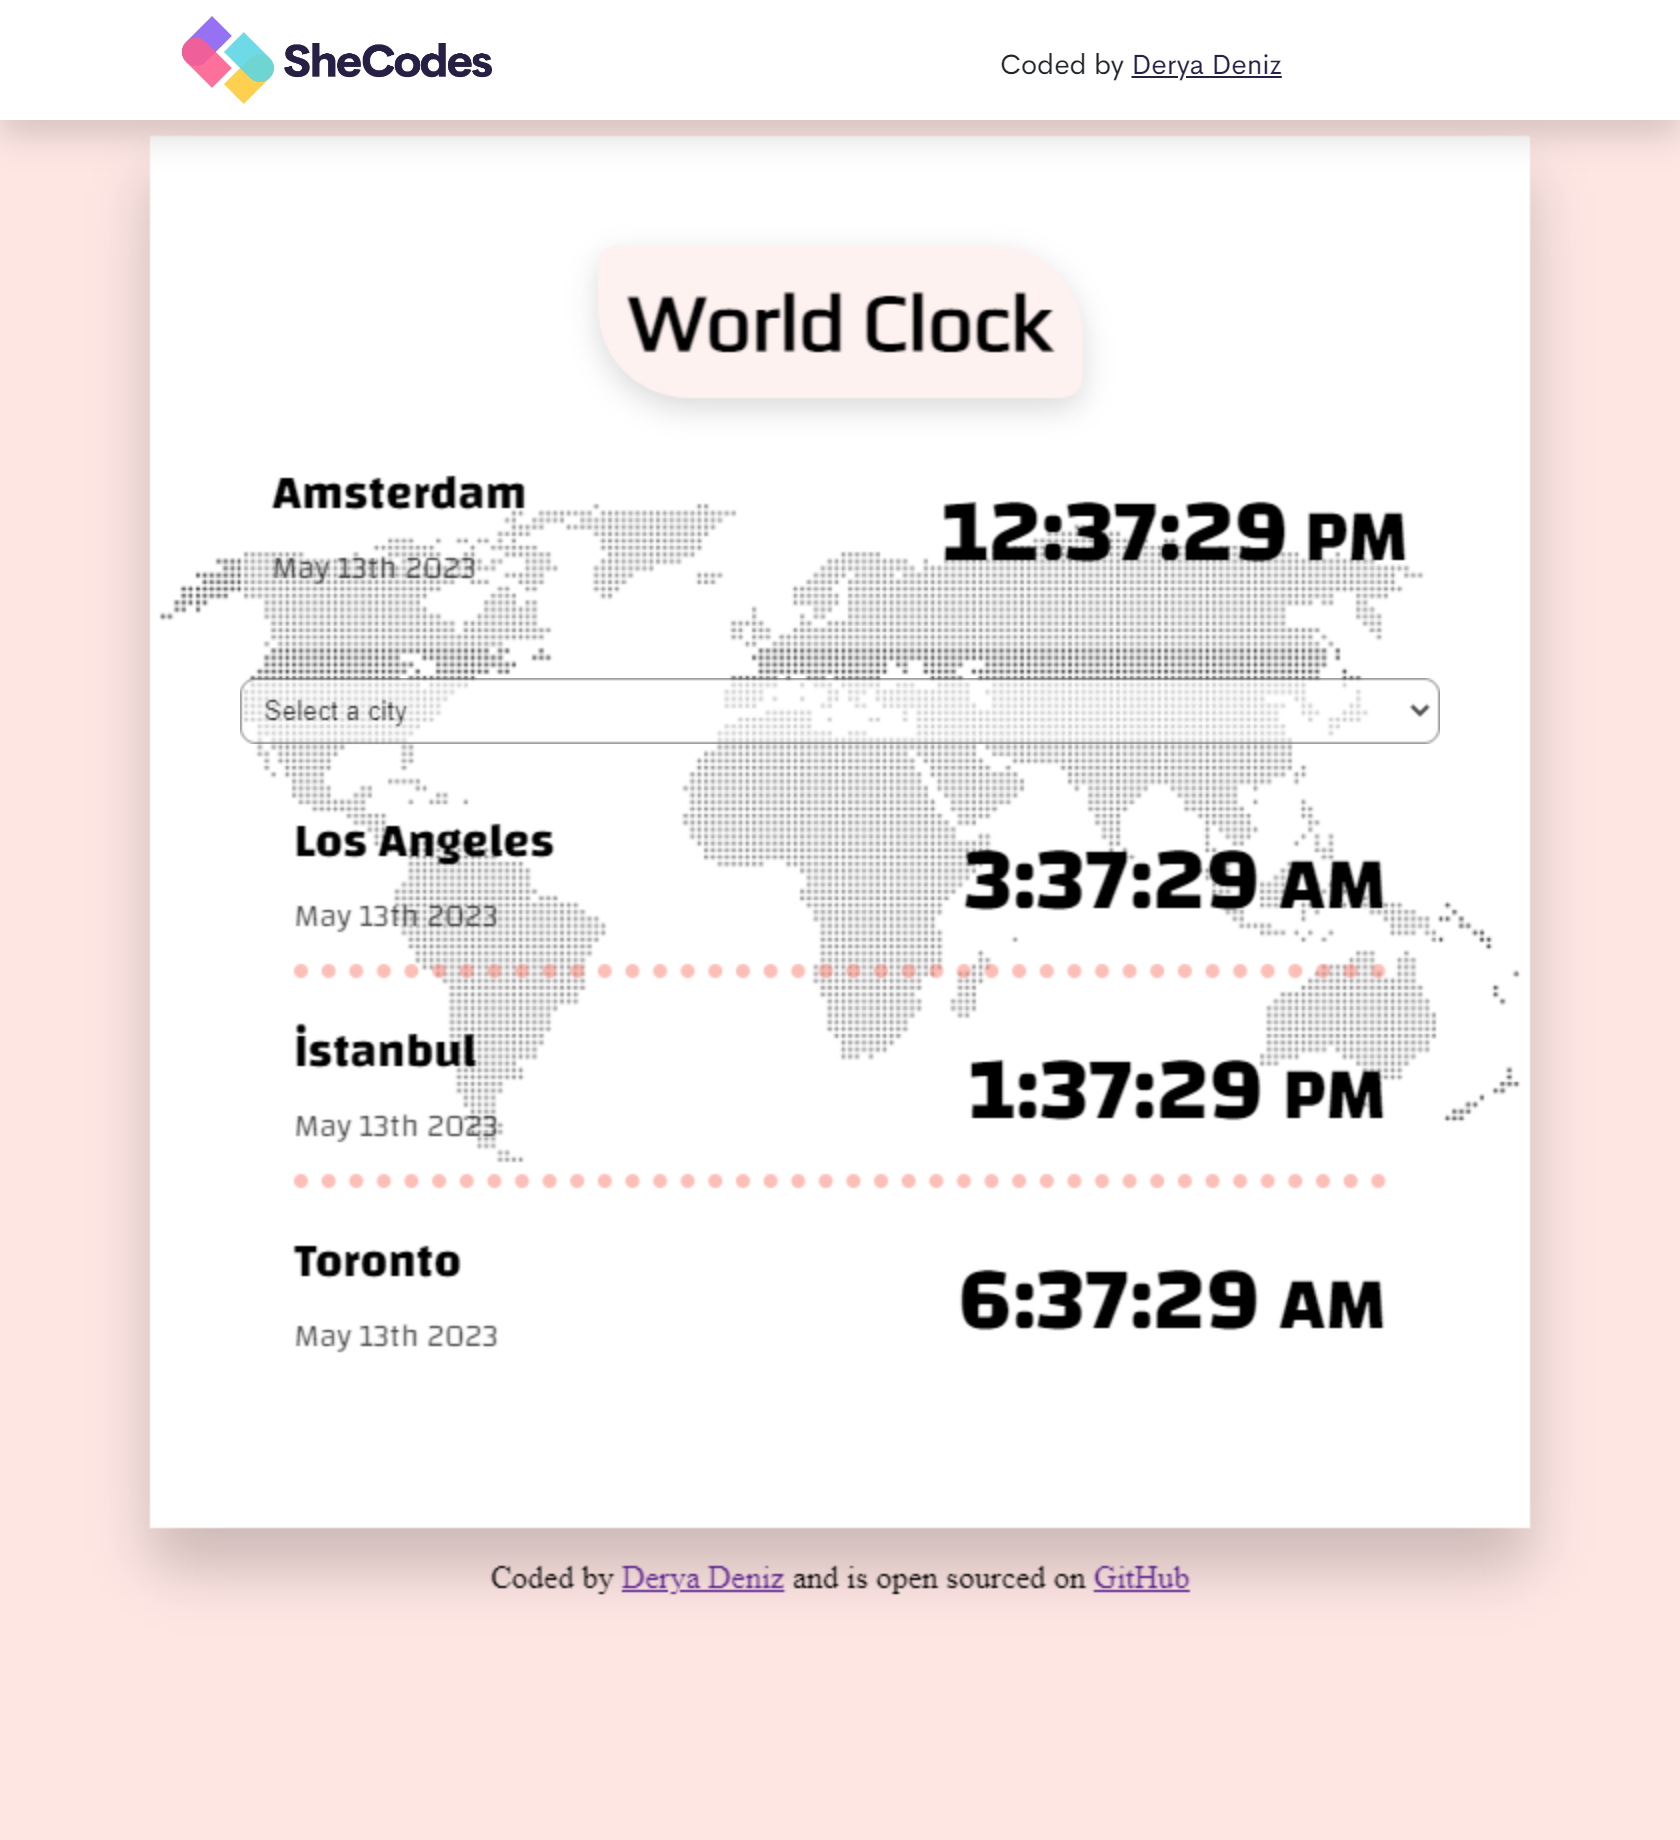 SheCodes
Coded by Derya Deniz
World Clock
Amsterdam
12:37:29 PM
May 13th 2023
Select a city
Los Angeles
3:37:29 AM
May 13th 2023
İstanbul
1:37:29 PM
May 13th 2023
Toronto
6:37:29 AM
May 13th 2023
Coded by Derya Deniz and is open sourced on GitHub